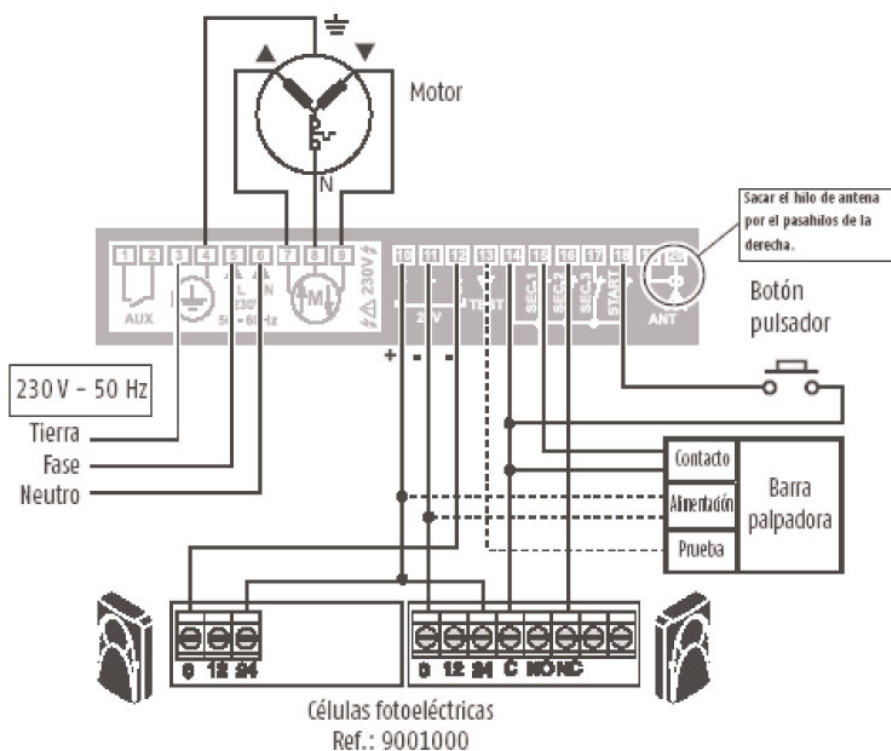 Motor
N
Sacar el hilo de antena
por el pasahilos de la
derecha.
1 2 3 4 5 6 7 8 9
230V
10 11 12 13 14 15 16 17 18 20
L N
230V
50 - 60Hz
AUX
M
TEST
SEC.1
SEC.2
SEC.3
START
ANT
+ - -
Botón
pulsador
230 V - 50 Hz
Tierra
Fase
Neutro
Contacto
Alimentación
Prueba
Barra
palpadora
0 12 24
0 12 24 C NO NC
Células fotoeléctricas
Ref.: 9001000